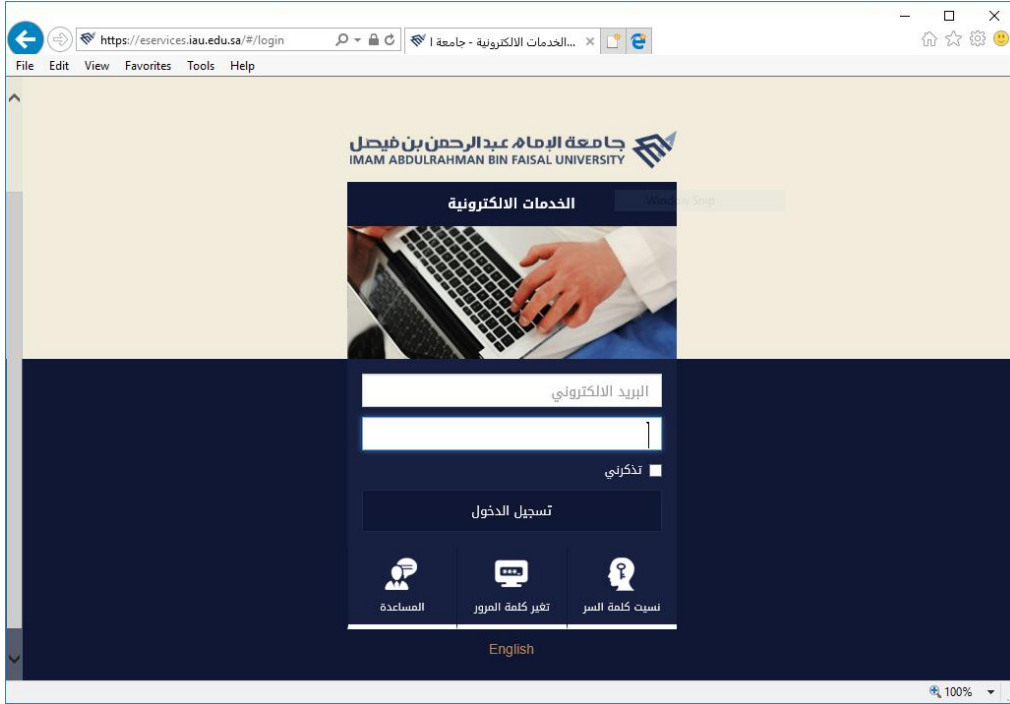 https://eservices.iau.edu.sa/#/login
الخدمات الالكترونية - جامعة ا...
File Edit View Favorites Tools Help
جامعة الإمام عبدالرحمن بن فيصل
IMAM ABDULRAHMAN BIN FAISAL UNIVERSITY
الخدمات الالكترونية
Window Snip
البريد الالكتروني
تذكرني
تسجيل الدخول
نسيت كلمة السر
تغير كلمة المرور
المساعدة
English
100%